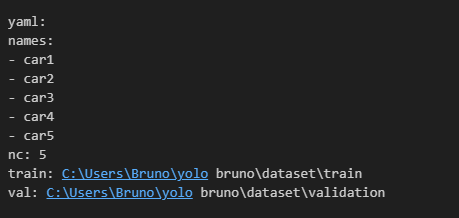 yaml:
names:
- car1
- car2
- car3
- car4
- car5
nc: 5
train: C:\Users\Bruno\yolo bruno\dataset\train
val: C:\Users\Bruno\yolo bruno\dataset\validation